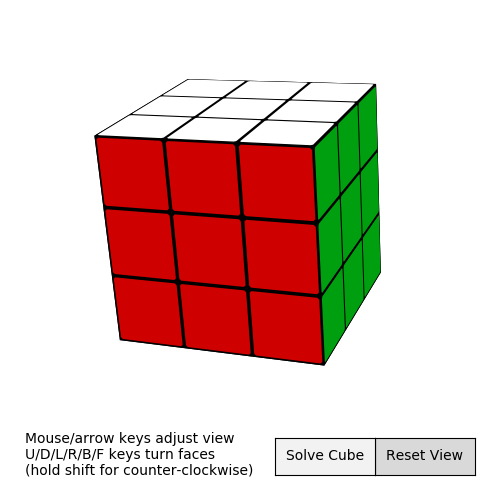 Mouse/arrow keys adjust view
U/D/L/R/B/F keys turn faces
(hold shift for counter-clockwise)
Solve Cube
Reset View